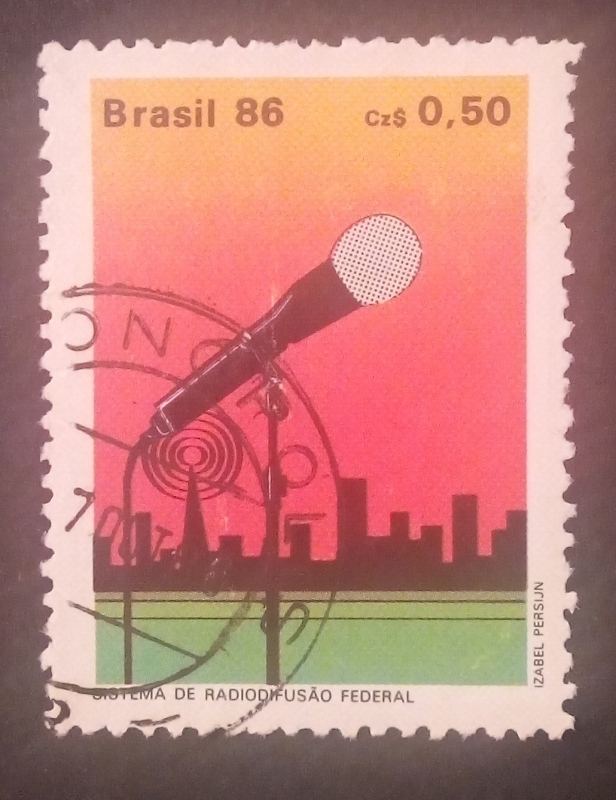 Brasil 86 Cz$ 0,50
SISTEMA DE RADIODIFUSÃO FEDERAL
IZABEL PERSIJN